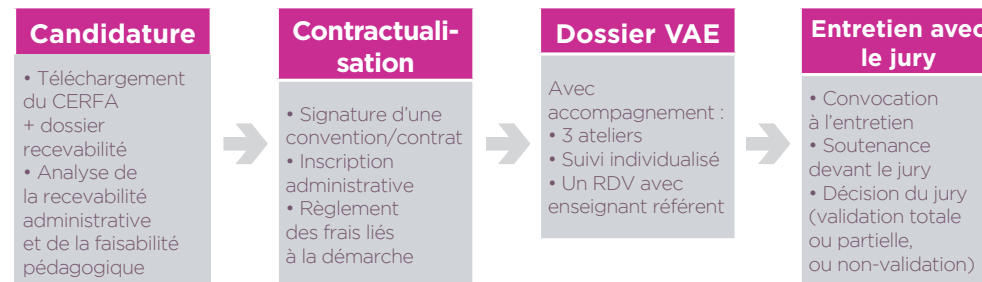 Candidature
• Téléchargement
du CERFA
+ dossier
recevabilité
• Analyse de
la recevabilité
administrative
et de la faisabilité
pédagogique
Contractuali-
sation
• Signature d'une
convention/contrat
• Inscription
administrative
• Règlement
des frais liés
à la démarche
Dossier VAE
Avec
accompagnement :
• 3 ateliers
• Suivi individualisé
• Un RDV avec
enseignant référent
Entretien avec
le jury
• Convocation
à l'entretien
• Soutenance
devant le jury
• Décision du jury
(validation totale
ou partielle,
ou non-validation)